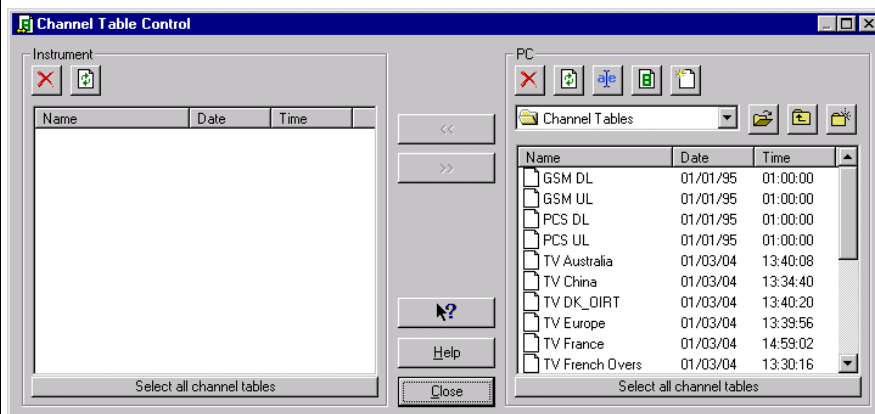 Channel Table Control
Instrument
Name Date Time
Select all channel tables
<<
>>
?
Help
Close
PC
a e
Channel Tables
Name Date Time
GSM DL 01/01/95 01:00:00
GSM UL 01/01/95 01:00:00
PCS DL 01/01/95 01:00:00
PCS UL 01/01/95 01:00:00
TV Australia 01/03/04 13:40:08
TV China 01/03/04 13:34:40
TV DK_OIRT 01/03/04 13:40:20
TV Europe 01/03/04 13:39:56
TV France 01/03/04 14:59:02
TV French Overs 01/03/04 13:30:16
Select all channel tables